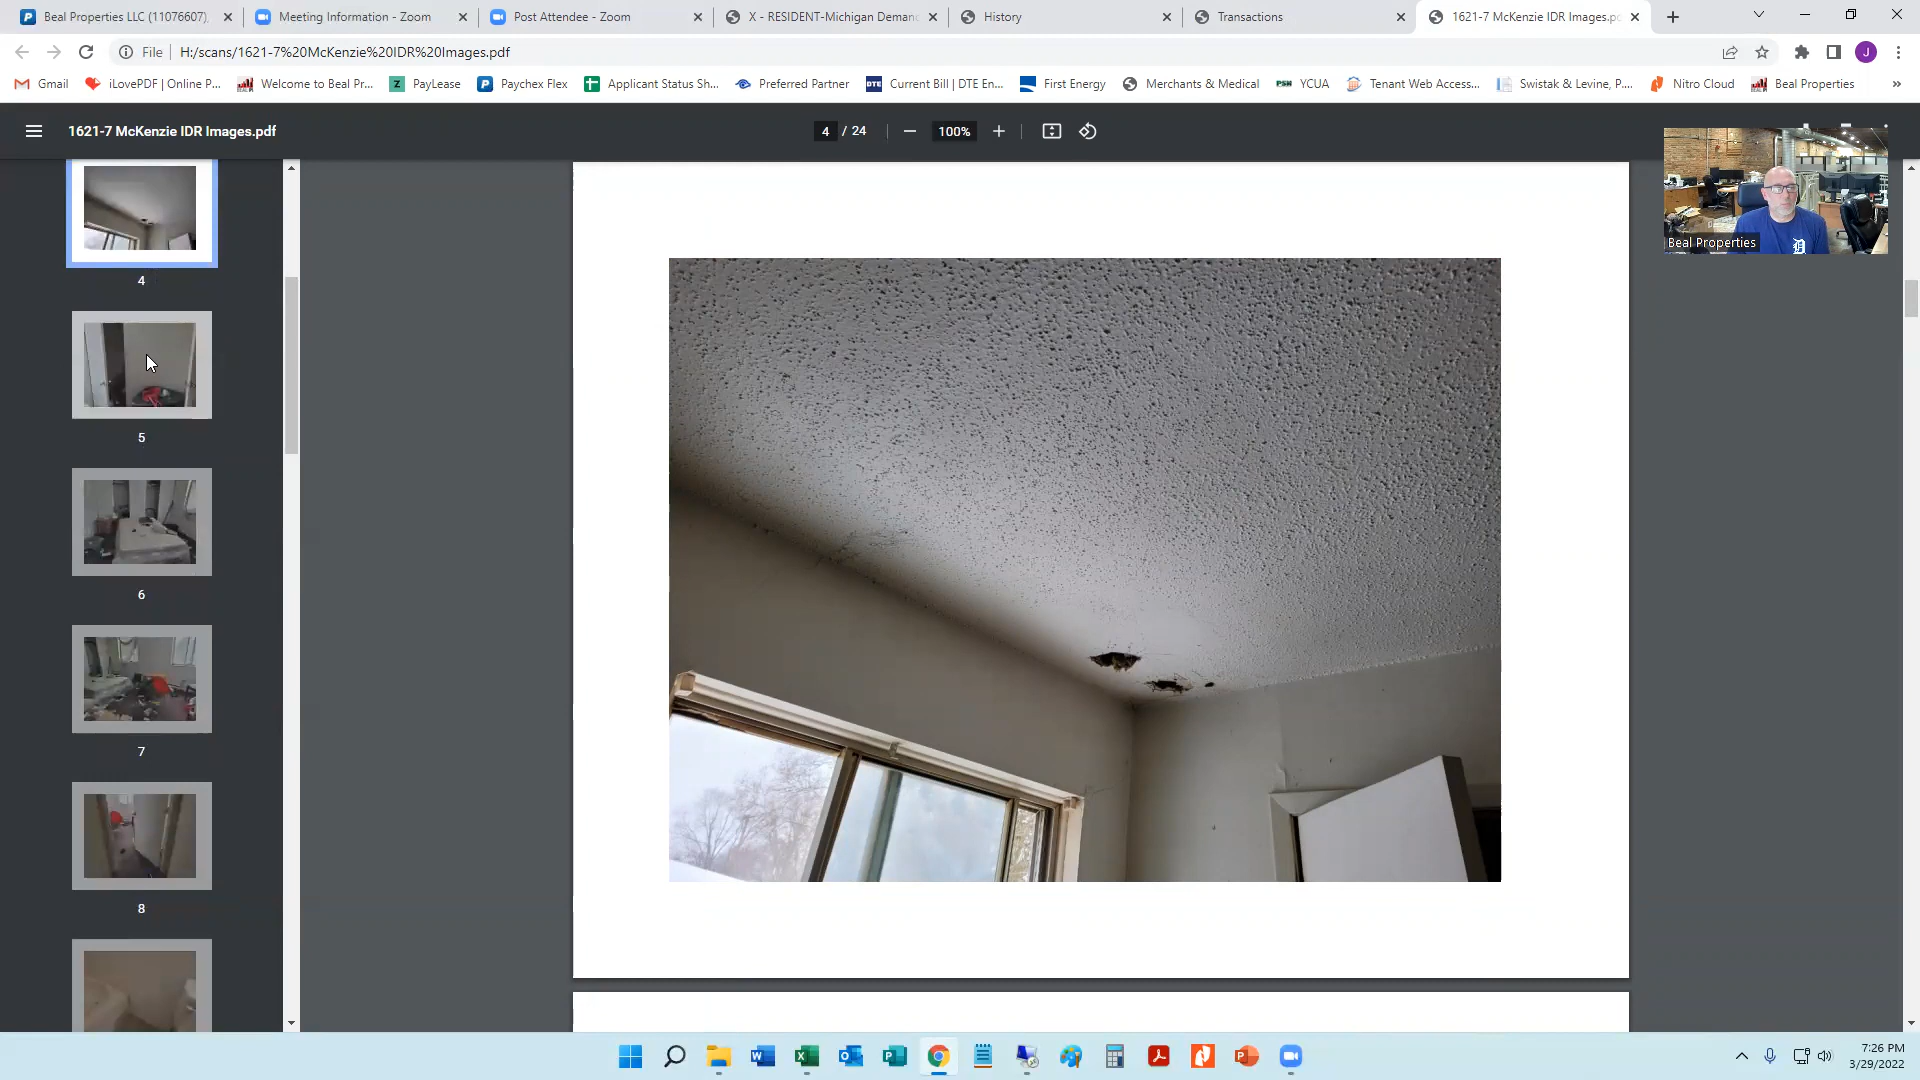 Beal Properties LLC (11076607),
Meeting Information - Zoom
Post Attendee - Zoom
X - RESIDENT-Michigan Deman
History
Transactions
1621-7 McKenzie IDR Images.p
File
H:/scans/1621-7%20McKenzie%20IDR%20Images.pdf
J
Gmail
iLovePDF | Online P...
Welcome to Beal Pr...
PayLease
Paychex Flex
Applicant Status Sh...
Preferred Partner
DTE
Current Bill | DTE En...
First Energy
Merchants & Medical
PSN
YCUA
Tenant Web Access...
Swistak & Levine, P....
Nitro Cloud
Beal Properties
»
1621-7 McKenzie IDR Images.pdf
4 / 24
100%
Beal Properties
4
5
6
7
8
7:26 PM
3/29/2022